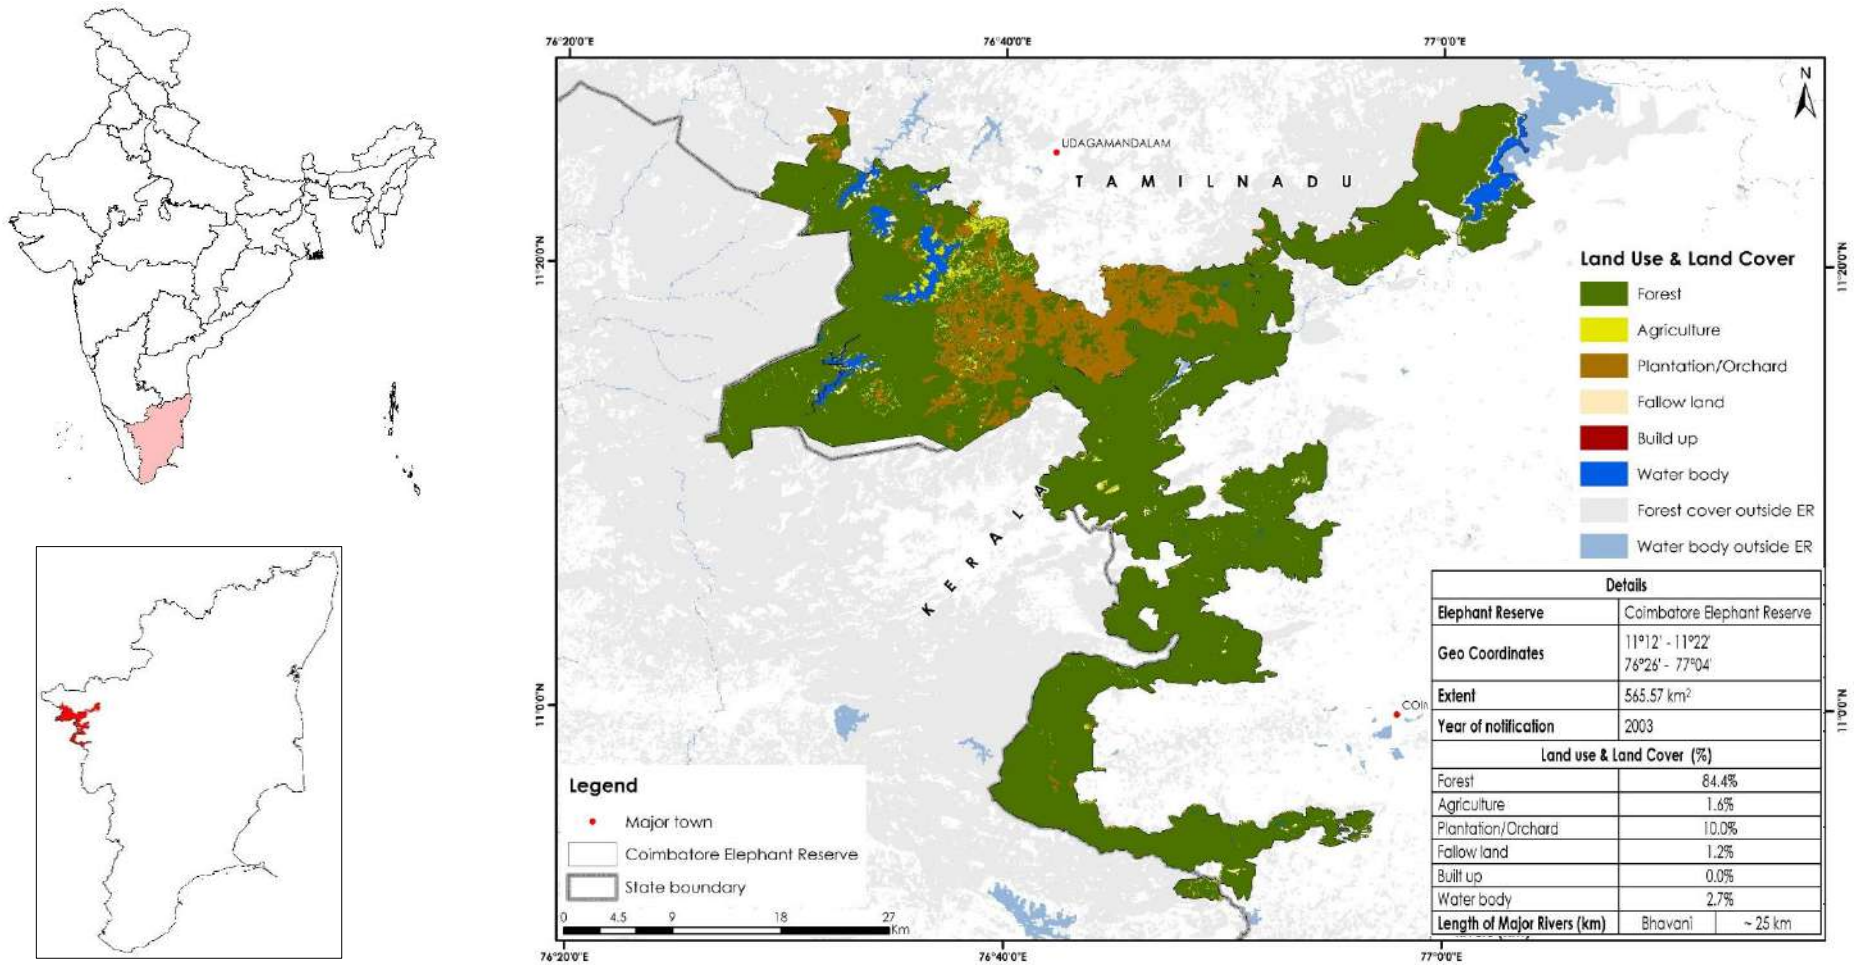 76°20'0"E
76°40'0"E
77°0'0"E
N
UDAGAMANDALAM
TAMILNADU
11°20'0"N
11°20'0"N
Land Use & Land Cover
Forest
Agriculture
Plantation/Orchard
Fallow land
Build up
Water body
Forest cover outside ER
Water body outside ER
KERALA
Details
Elephant Reserve Coimbatore Elephant Reserve
Geo Coordinates 11°12' - 11°22'
76°26' - 77°04'
Extent 565.57 km²
Year of notification 2003
Land use & Land Cover (%)
Forest 84.4%
Agriculture 1.6%
Plantation/Orchard 10.0%
Fallow land 1.2%
Built up 0.0%
Water body 2.7%
Length of Major Rivers (km) Bhavani ~ 25 km
11°0'0"N
11°0'0"N
COIM
Legend
Major town
Coimbatore Elephant Reserve
State boundary
0 4.5 9 18 27
Km
76°20'0"E
76°40'0"E
77°0'0"E